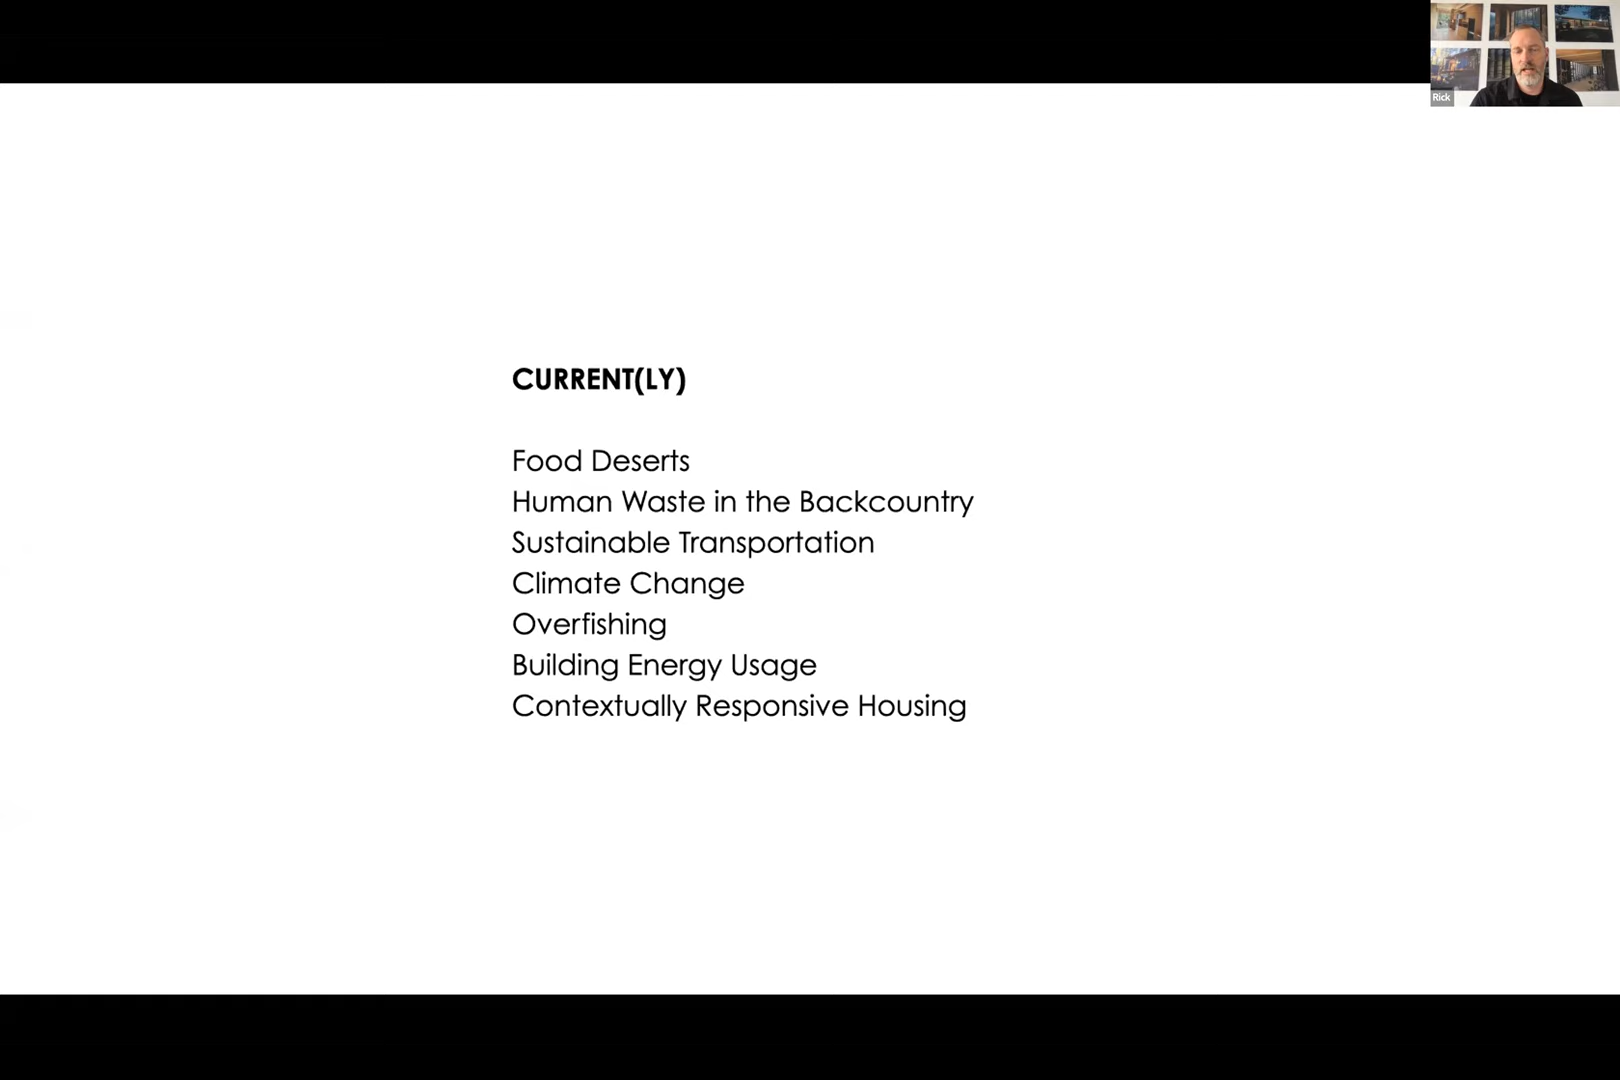 Rick
CURRENT(LY)
Food Deserts
Human Waste in the Backcountry
Sustainable Transportation
Climate Change
Overfishing
Building Energy Usage
Contextually Responsive Housing